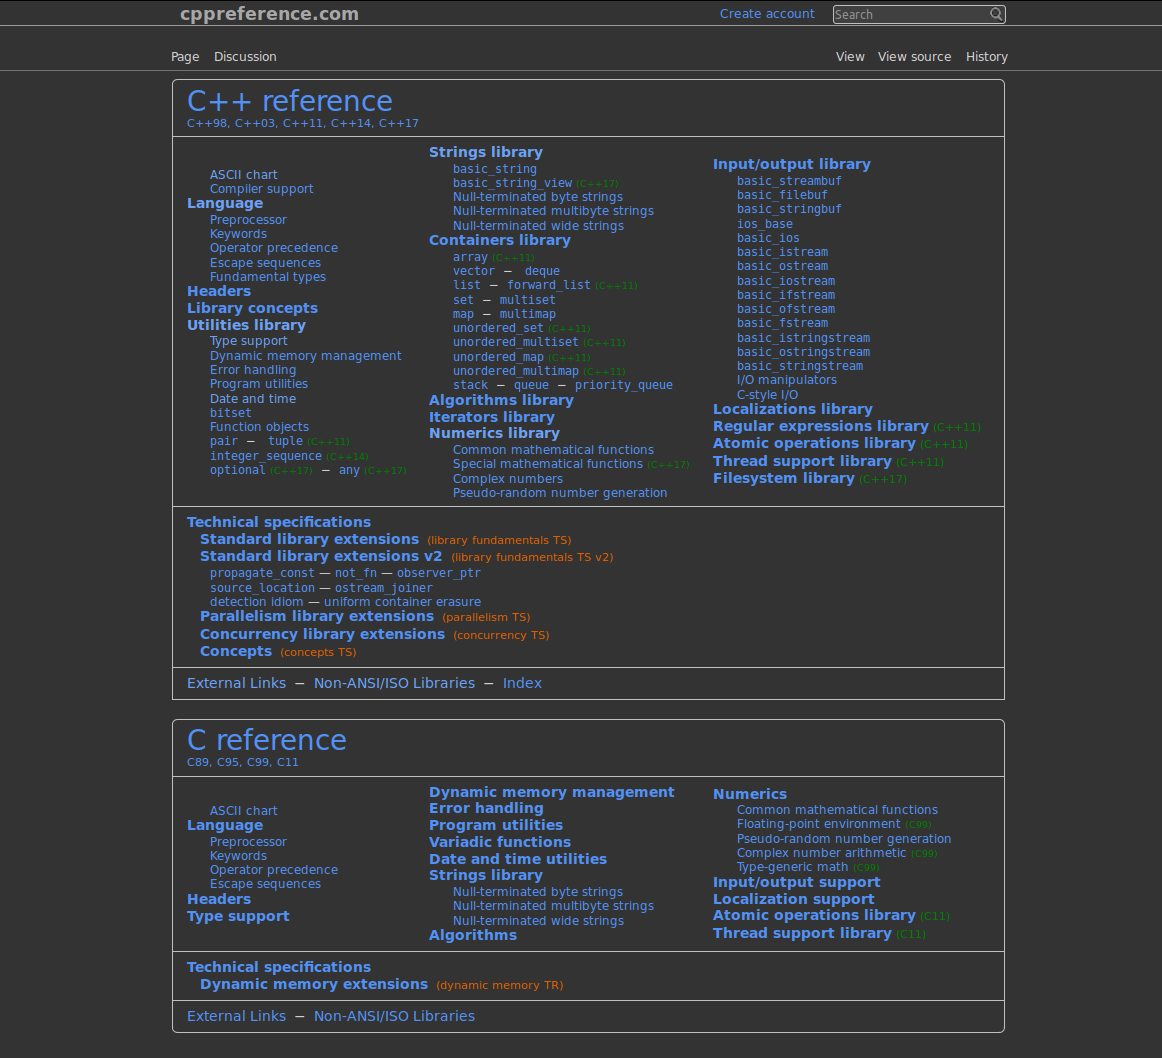 cppreference.com
Create account
Search
Page Discussion
View View source History
C++ reference
C++98, C++03, C++11, C++14, C++17
ASCII chart
Compiler support
Language
Preprocessor
Keywords
Operator precedence
Escape sequences
Fundamental types
Headers
Library concepts
Utilities library
Type support
Dynamic memory management
Error handling
Program utilities
Date and time
bitset
Function objects
pair — tuple (C++11)
integer_sequence (C++14)
optional (C++17) — any (C++17)
Strings library
basic_string
basic_string_view (C++17)
Null-terminated byte strings
Null-terminated multibyte strings
Null-terminated wide strings
Containers library
array (C++11)
vector — deque
list — forward_list (C++11)
set — multiset
map — multimap
unordered_set (C++11)
unordered_multiset (C++11)
unordered_map (C++11)
unordered_multimap (C++11)
stack — queue — priority_queue
Algorithms library
Iterators library
Numerics library
Common mathematical functions
Special mathematical functions (C++17)
Complex numbers
Pseudo-random number generation
Input/output library
basic_streambuf
basic_filebuf
basic_stringbuf
ios_base
basic_ios
basic_istream
basic_ostream
basic_iostream
basic_ifstream
basic_ofstream
basic_fstream
basic_istringstream
basic_ostringstream
basic_stringstream
I/O manipulators
C-style I/O
Localizations library
Regular expressions library (C++11)
Atomic operations library (C++11)
Thread support library (C++11)
Filesystem library (C++17)
Technical specifications
Standard library extensions (library fundamentals TS)
Standard library extensions v2 (library fundamentals TS v2)
propagate_const — not_fn — observer_ptr
source_location — ostream_joiner
detection idiom — uniform container erasure
Parallelism library extensions (parallelism TS)
Concurrency library extensions (concurrency TS)
Concepts (concepts TS)
External Links — Non-ANSI/ISO Libraries — Index
C reference
C89, C95, C99, C11
ASCII chart
Language
Preprocessor
Keywords
Operator precedence
Escape sequences
Headers
Type support
Dynamic memory management
Error handling
Program utilities
Variadic functions
Date and time utilities
Strings library
Null-terminated byte strings
Null-terminated multibyte strings
Null-terminated wide strings
Algorithms
Numerics
Common mathematical functions
Floating-point environment (C99)
Pseudo-random number generation
Complex number arithmetic (C99)
Type-generic math (C99)
Input/output support
Localization support
Atomic operations library (C11)
Thread support library (C11)
Technical specifications
Dynamic memory extensions (dynamic memory TR)
External Links — Non-ANSI/ISO Libraries